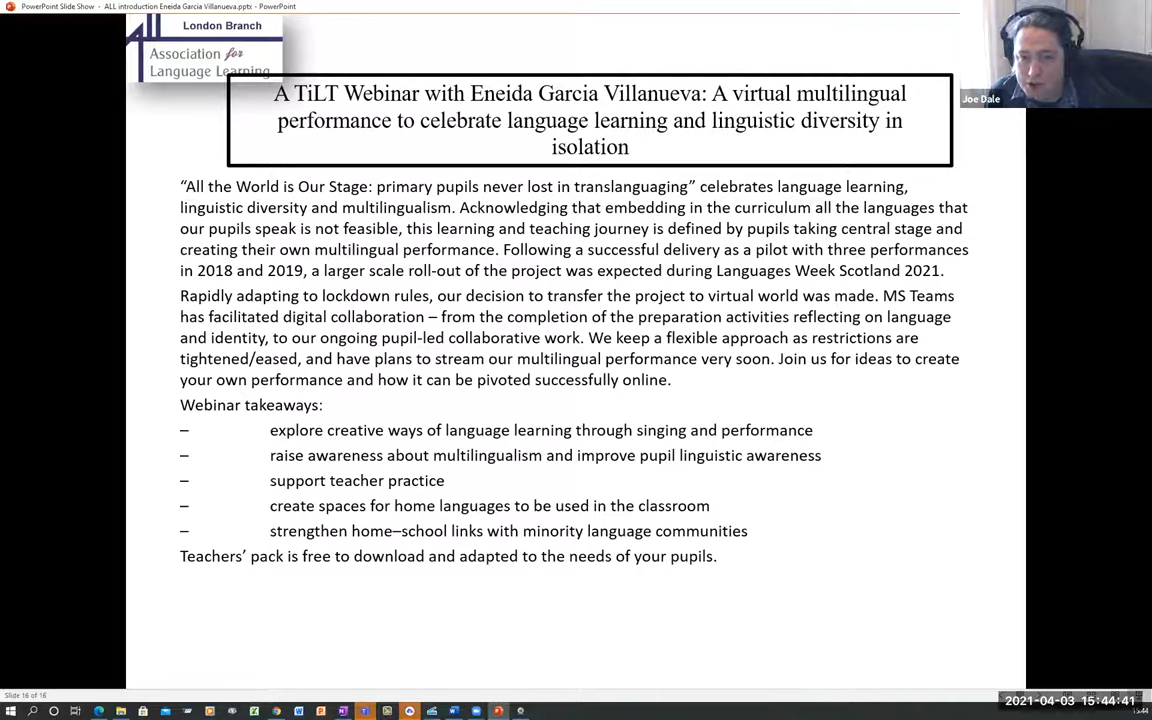 PowerPoint Slide Show - ALL introduction Eneida Garcia Villanueva.pptx - PowerPoint
London Branch
Association for
Language Learning
Joe Dale
A TiLT Webinar with Eneida Garcia Villanueva: A virtual multilingual
performance to celebrate language learning and linguistic diversity in
isolation
“All the World is Our Stage: primary pupils never lost in translanguaging” celebrates language learning,
linguistic diversity and multilingualism. Acknowledging that embedding in the curriculum all the languages that
our pupils speak is not feasible, this learning and teaching journey is defined by pupils taking central stage and
creating their own multilingual performance. Following a successful delivery as a pilot with three performances
in 2018 and 2019, a larger scale roll-out of the project was expected during Languages Week Scotland 2021.
Rapidly adapting to lockdown rules, our decision to transfer the project to virtual world was made. MS Teams
has facilitated digital collaboration – from the completion of the preparation activities reflecting on language
and identity, to our ongoing pupil-led collaborative work. We keep a flexible approach as restrictions are
tightened/eased, and have plans to stream our multilingual performance very soon. Join us for ideas to create
your own performance and how it can be pivoted successfully online.
Webinar takeaways:
– explore creative ways of language learning through singing and performance
– raise awareness about multilingualism and improve pupil linguistic awareness
– support teacher practice
– create spaces for home languages to be used in the classroom
– strengthen home–school links with minority language communities
Teachers’ pack is free to download and adapted to the needs of your pupils.
Slide 16 of 16
2021-04-03 15:44:41
15:44